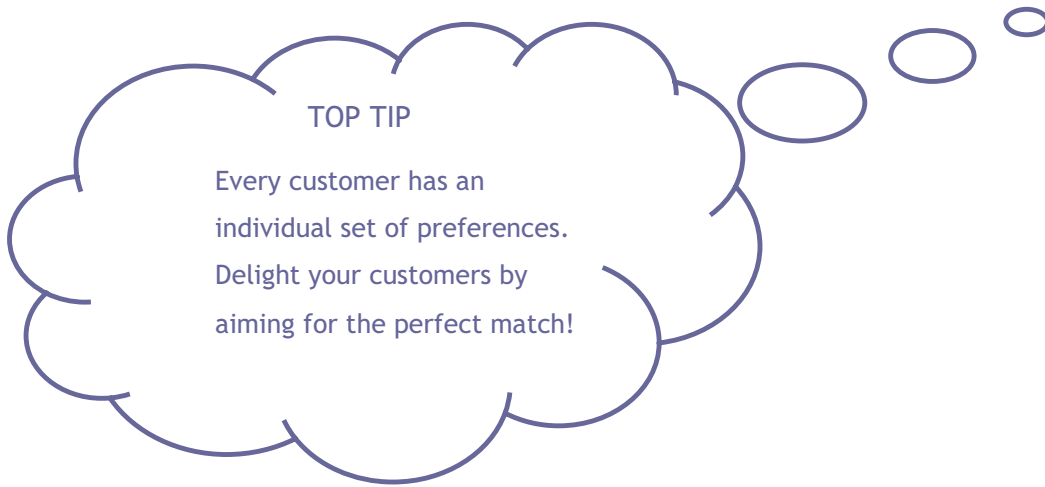 TOP TIP
Every customer has an
individual set of preferences.
Delight your customers by
aiming for the perfect match!